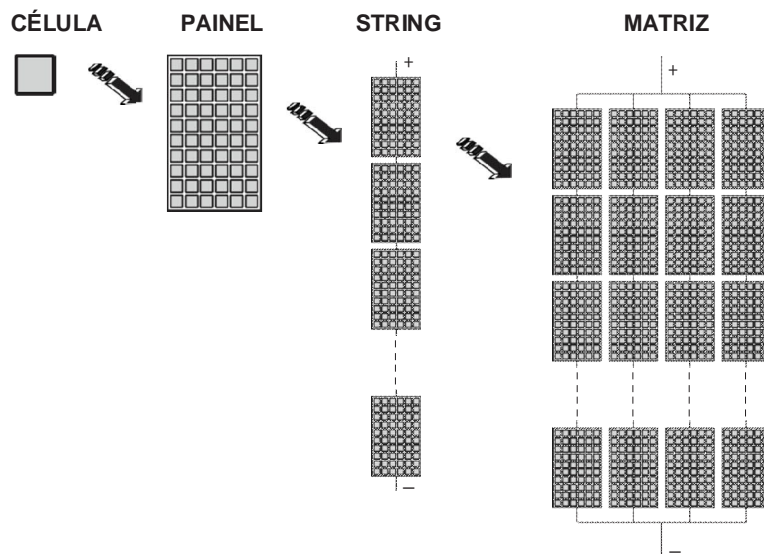 CÉLULA PAINEL STRING MATRIZ
+
+
–
–